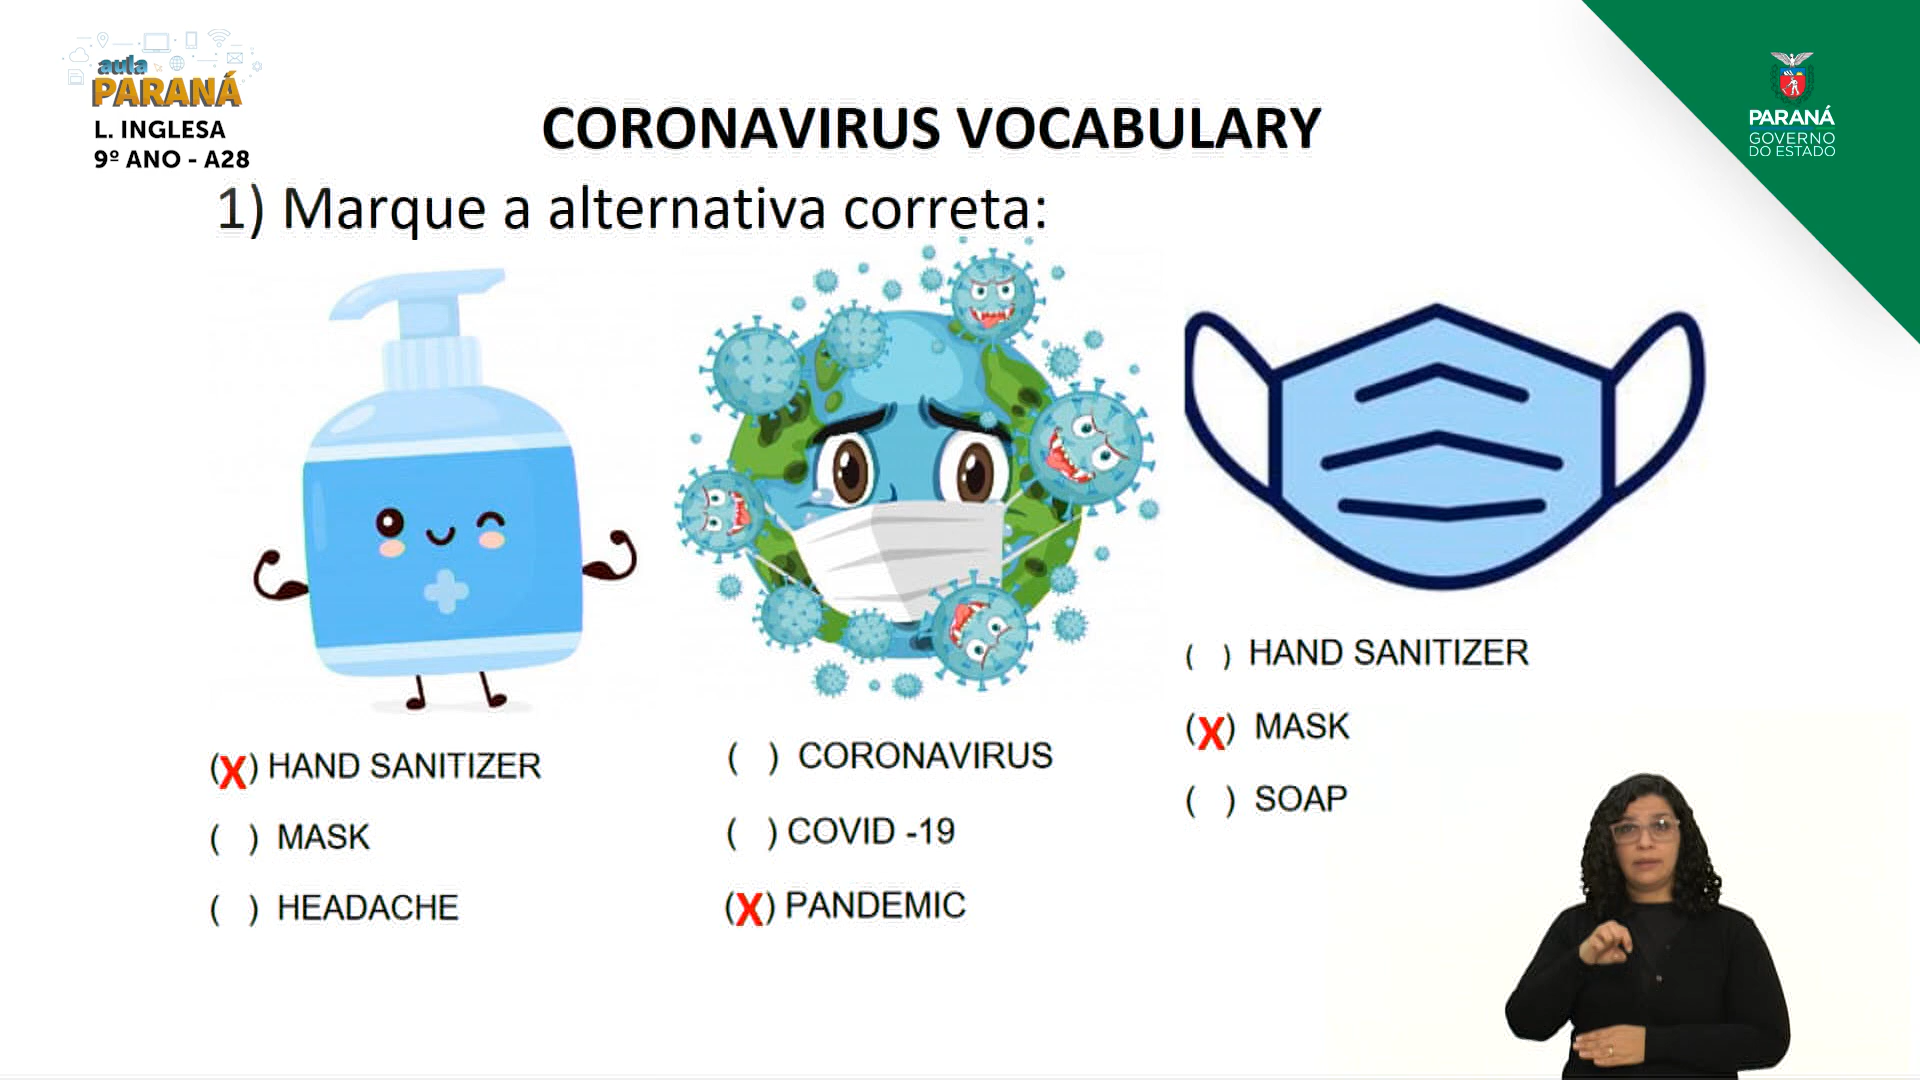 aula
PARANÁ
L. INGLESA
9º ANO - A28
PARANÁ
GOVERNO
DO ESTADO
CORONAVIRUS VOCABULARY
1) Marque a alternativa correta:
(X) HAND SANITIZER
( ) MASK
( ) HEADACHE
( ) CORONAVIRUS
( ) COVID -19
(X) PANDEMIC
( ) HAND SANITIZER
(X) MASK
( ) SOAP